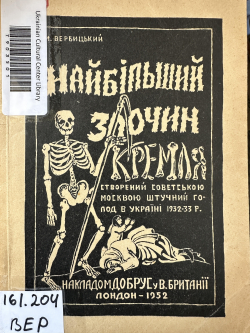 Ukrainian Cultural Center Library
М. ВЕРБИЦЬКИЙ
НАЙБІЛЬШИЙ
ЗЛОЧИН
КРЕМЛЯ
СТВОРЕНИЙ СОВЕТСЬКОЮ
МОСКВОЮ ШТУЧНИЙ ГО-
ЛОД В УКРАЇНІ 1932-33 Р.
НАКЛАДОМ ДОБРУС У В. БРИТАНІЇ
ЛОНДОН – 1952
161.204
ВЕР